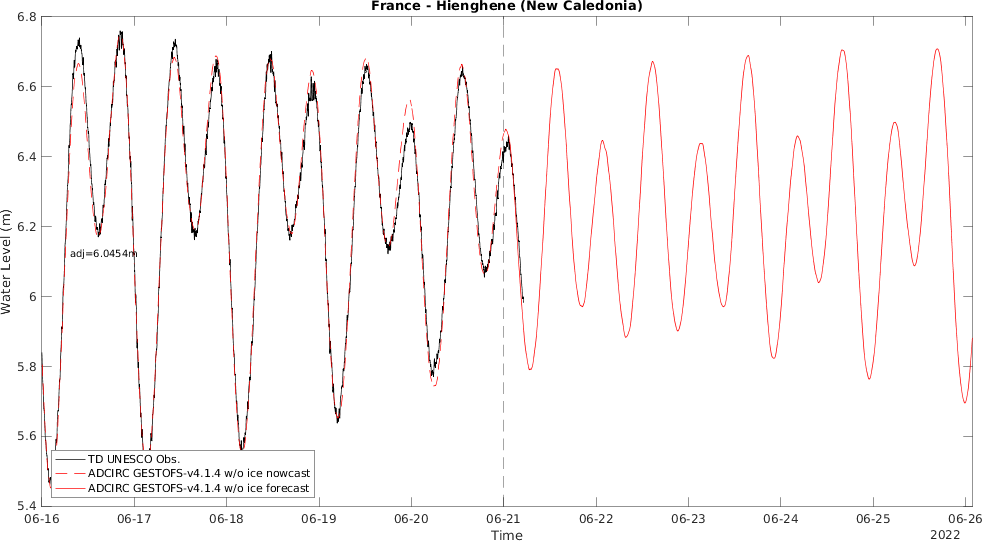 France - Hienghene (New Caledonia)
6.8
6.6
6.4
6.2
6
5.8
5.6
5.4
Water Level (m)
adj=6.0454m
TD UNESCO Obs.
ADCIRC GESTOFS-v4.1.4 w/o ice nowcast
ADCIRC GESTOFS-v4.1.4 w/o ice forecast
06-16 06-17 06-18 06-19 06-20 06-21 06-22 06-23 06-24 06-25 06-26
Time
2022